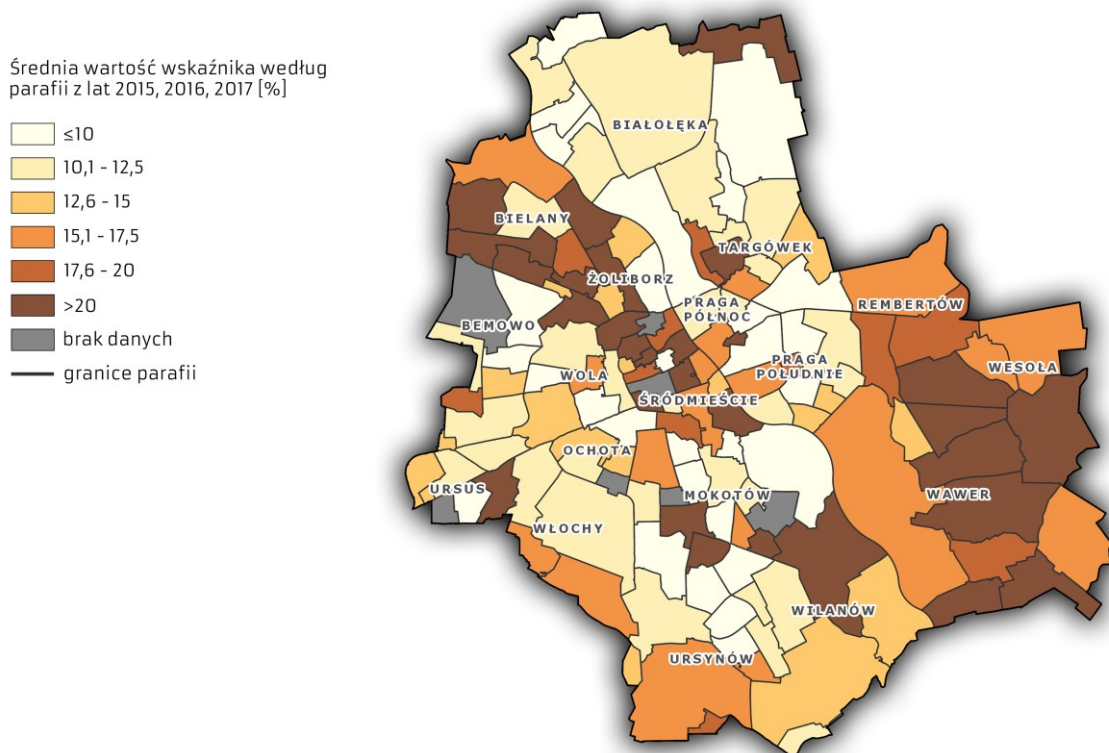 Średnia wartość wskaźnika według
parafii z lat 2015, 2016, 2017 [%]
≤10
10,1 - 12,5
12,6 - 15
15,1 - 17,5
17,6 - 20
>20
brak danych
granice parafii
BIAŁOŁĘKA
BIELANY
TARGÓWEK
ŻOLIBORZ
REMBERTÓW
PRAGA
PÓŁNOC
BEMOWO
WESOŁA
PRAGA
POŁUDNIE
WOLA
ŚRÓDMIEŚCIE
OCHOTA
URSUS
MOKOTÓW
WAWER
WŁOCHY
WILANÓW
URSYNÓW